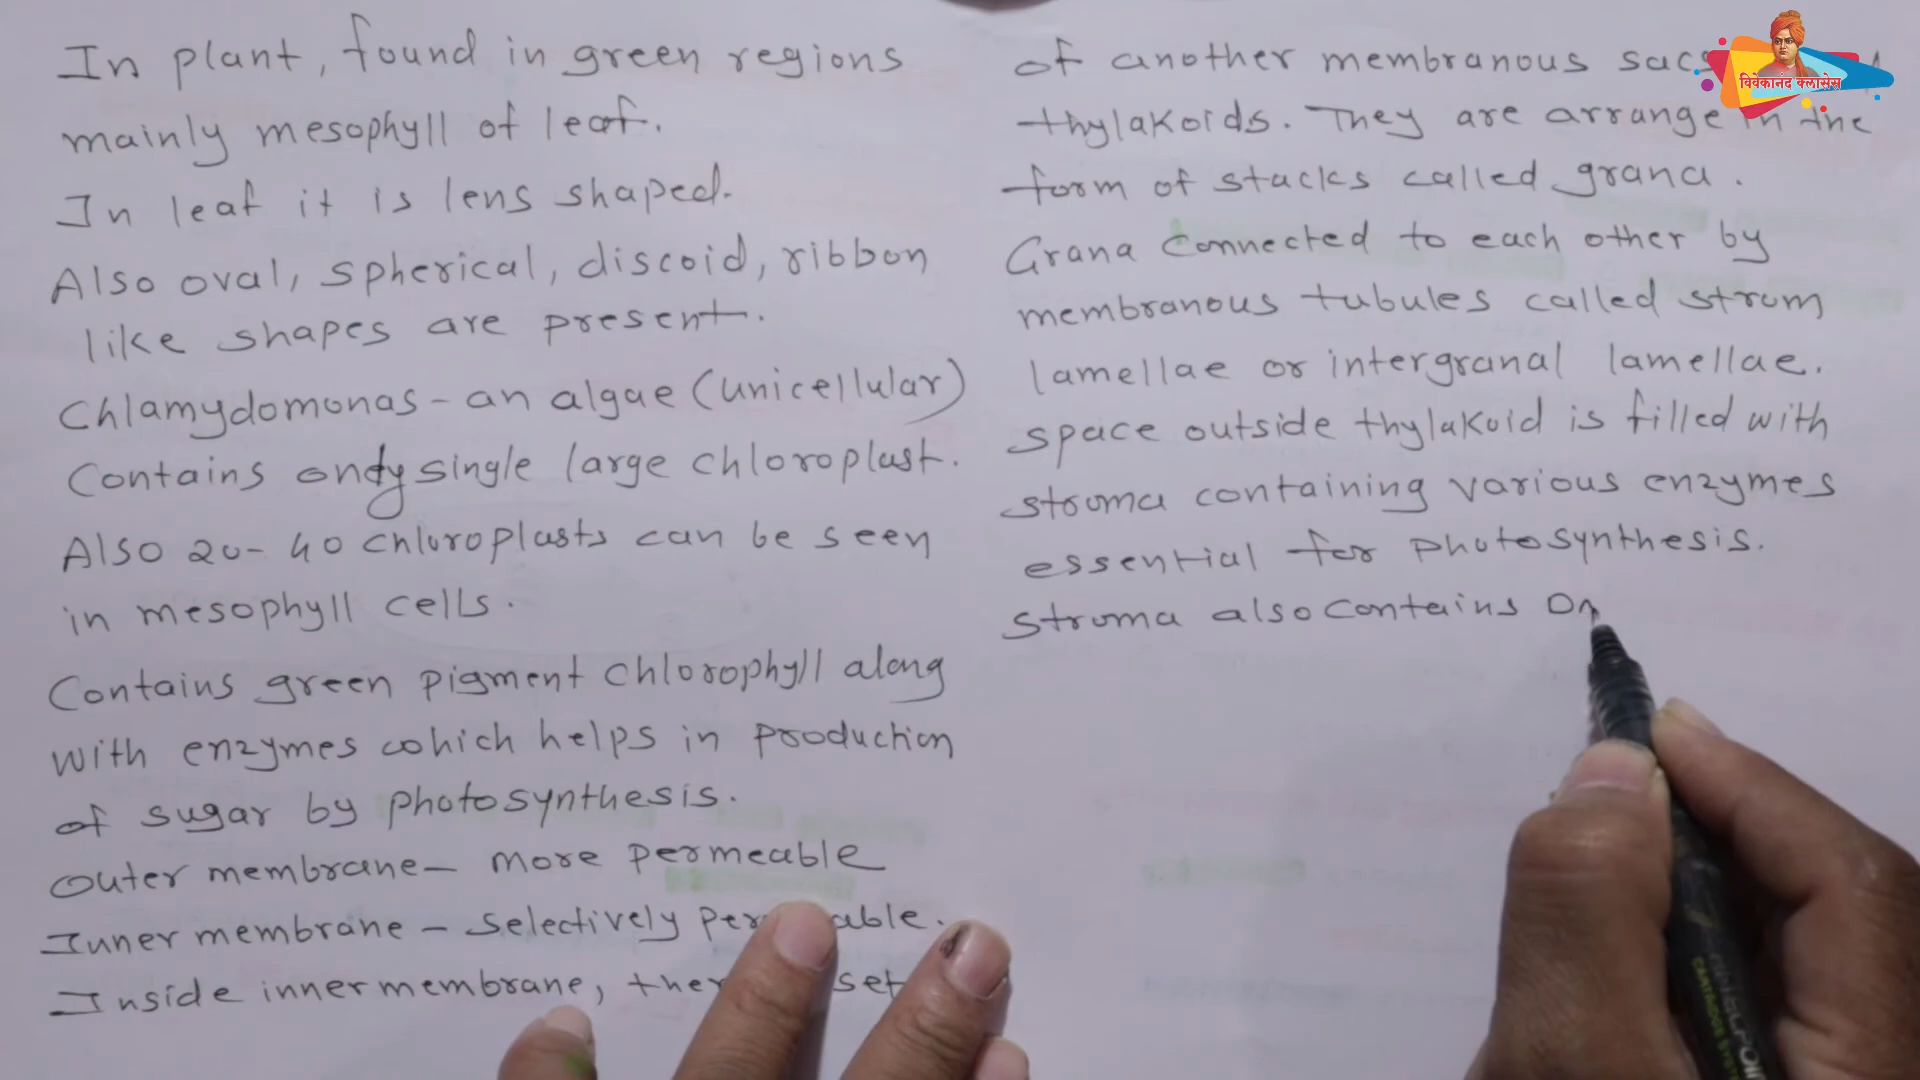 In plant, found in green regions
mainly mesophyll of leaf.
In leaf it is lens shaped.
Also oval, spherical, discoid, ribbon
like shapes are present.
Chlamydomonas - an algae (unicellular)
Contains only single large chloroplast.
Also 20-40 chloroplasts can be seen
in mesophyll cells.
Contains green pigment chlorophyll along
with enzymes which helps in production
of sugar by photosynthesis.
Outer membrane - more permeable
Inner membrane - selectively
Inside inner membrane, set
of another membranous sacs
thylakoids. They are arrange in the
form of stacks called grana.
Grana connected to each other by
membranous tubules called strom
lamellae or intergranal lamellae.
space outside thylakoid is filled with
stroma containing various enzymes
essential for photosynthesis.
stroma also contains
विवेकानंद क्लासेस